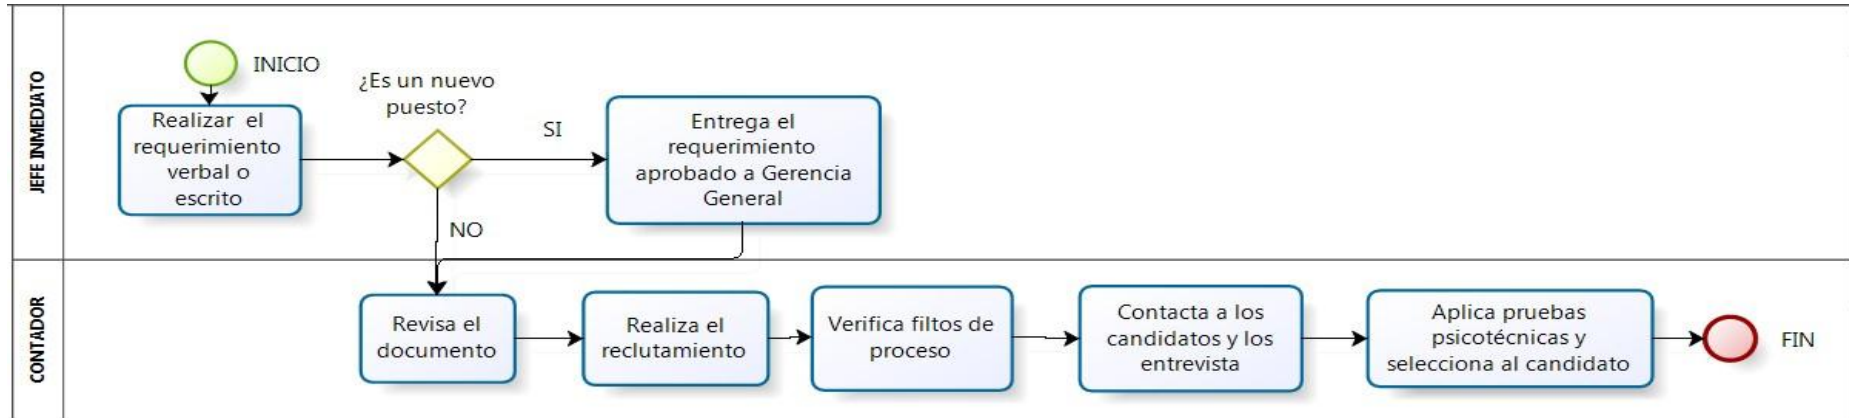 JEFE INMEDIATO
INICIO
Realizar el
requerimiento
verbal o
escrito
¿Es un nuevo
puesto?
SI
NO
Entrega el
requerimiento
aprobado a Gerencia
General
CONTADOR
Revisa el
documento
Realiza el
reclutamiento
Verifica filtos de
proceso
Contacta a los
candidatos y los
entrevista
Aplica pruebas
psicotécnicas y
selecciona al candidato
FIN